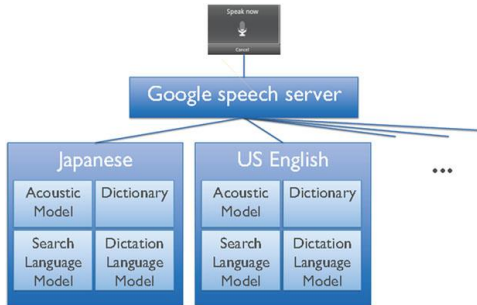 Speak now
Cancel
Google speech server
Japanese
Acoustic
Model
Dictionary
Search
Language
Model
Dictation
Language
Model
US English
Acoustic
Model
Dictionary
Search
Language
Model
Dictation
Language
Model
...